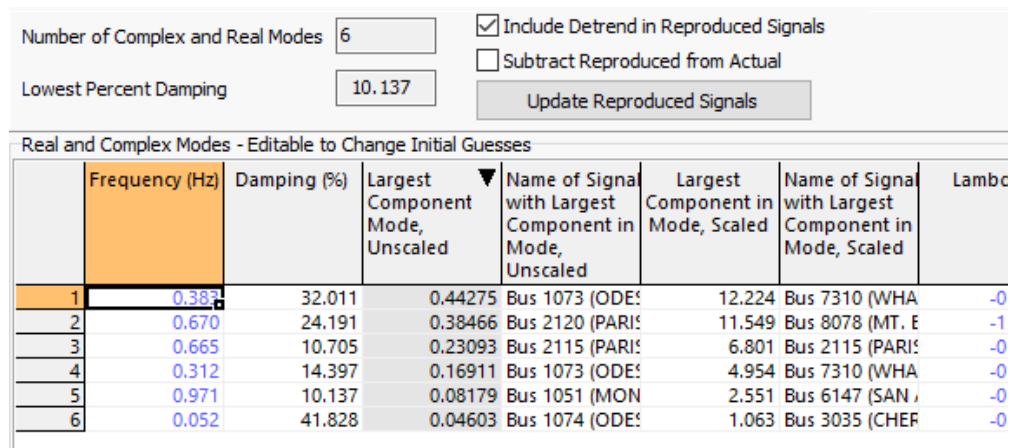 Number of Complex and Real Modes 6
Include Detrend in Reproduced Signals
Subtract Reproduced from Actual
Lowest Percent Damping 10.137
Update Reproduced Signals
Real and Complex Modes - Editable to Change Initial Guesses
Frequency (Hz) Damping (%) Largest Component Mode, Unscaled Name of Signal with Largest Component in Mode, Unscaled Largest Component in Mode, Scaled Name of Signal with Largest Component in Mode, Scaled Lambd
1 0.383 32.011 0.44275 Bus 1073 (ODES 12.224 Bus 7310 (WHA -0
2 0.670 24.191 0.38466 Bus 2120 (PARIS 11.549 Bus 8078 (MT. E -1
3 0.665 10.705 0.23093 Bus 2115 (PARIS 6.801 Bus 2115 (PARIS -0
4 0.312 14.397 0.16911 Bus 1073 (ODES 4.954 Bus 7310 (WHA -0
5 0.971 10.137 0.08179 Bus 1051 (MON 2.551 Bus 6147 (SAN -0
6 0.052 41.828 0.04603 Bus 1074 (ODES 1.063 Bus 3035 (CHER -0